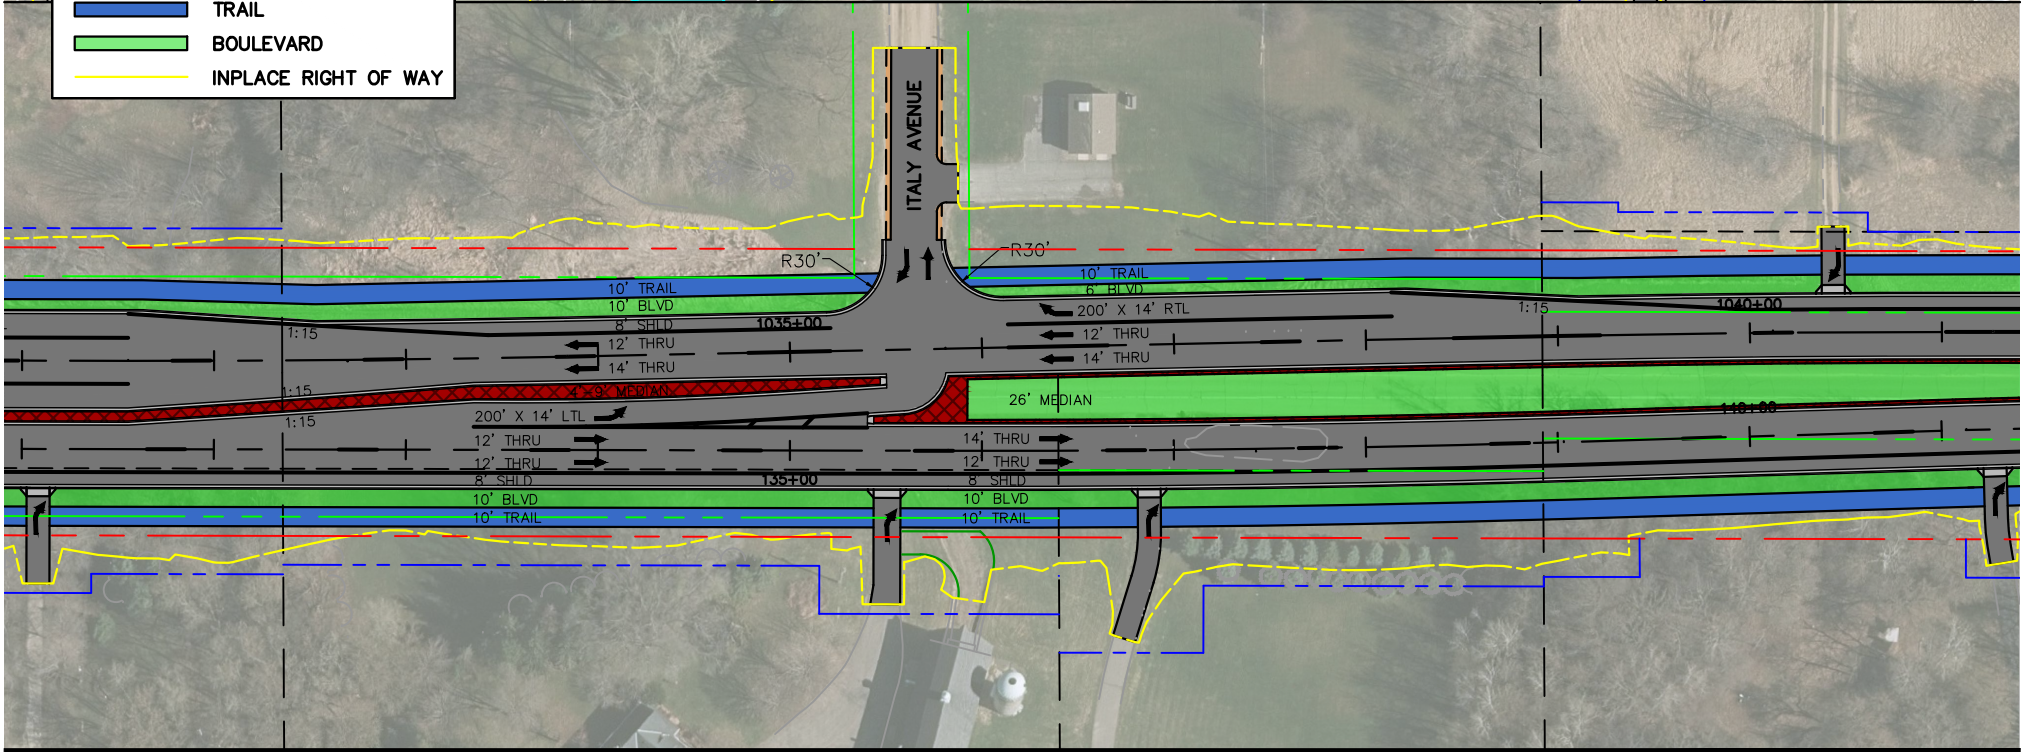 TRAIL
BOULEVARD
INPLACE RIGHT OF WAY
ITALY AVENUE
R30'
R30'
10' TRAIL
10' BLVD
8' SHLD
1035+00
12' THRU
14' THRU
10' TRAIL
6' BLVD
200' X 14' RTL
12' THRU
14' THRU
1:15
1040+00
1:15
1:15
1:15
MEDIAN
200' X 14' LTL
26' MEDIAN
140+00
12' THRU
12' THRU
8' SHLD
135+00
10' BLVD
10' TRAIL
14' THRU
12' THRU
8' SHLD
10' BLVD
10' TRAIL